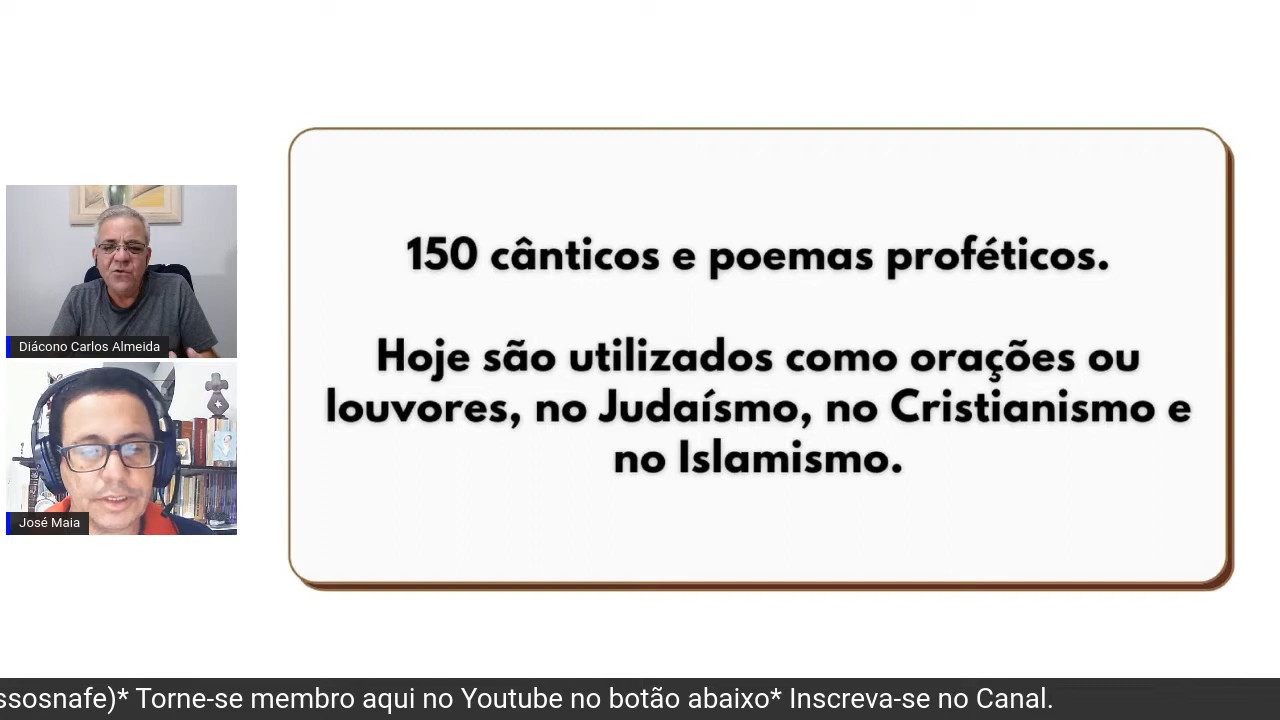 150 cânticos e poemas proféticos.
Hoje são utilizados como orações ou
louvores, no Judaísmo, no Cristianismo e
no Islamismo.
Diácono Carlos Almeida
José Maia
ssosnafe)* Torne-se membro aqui no Youtube no botão abaixo* Inscreva-se no Canal.